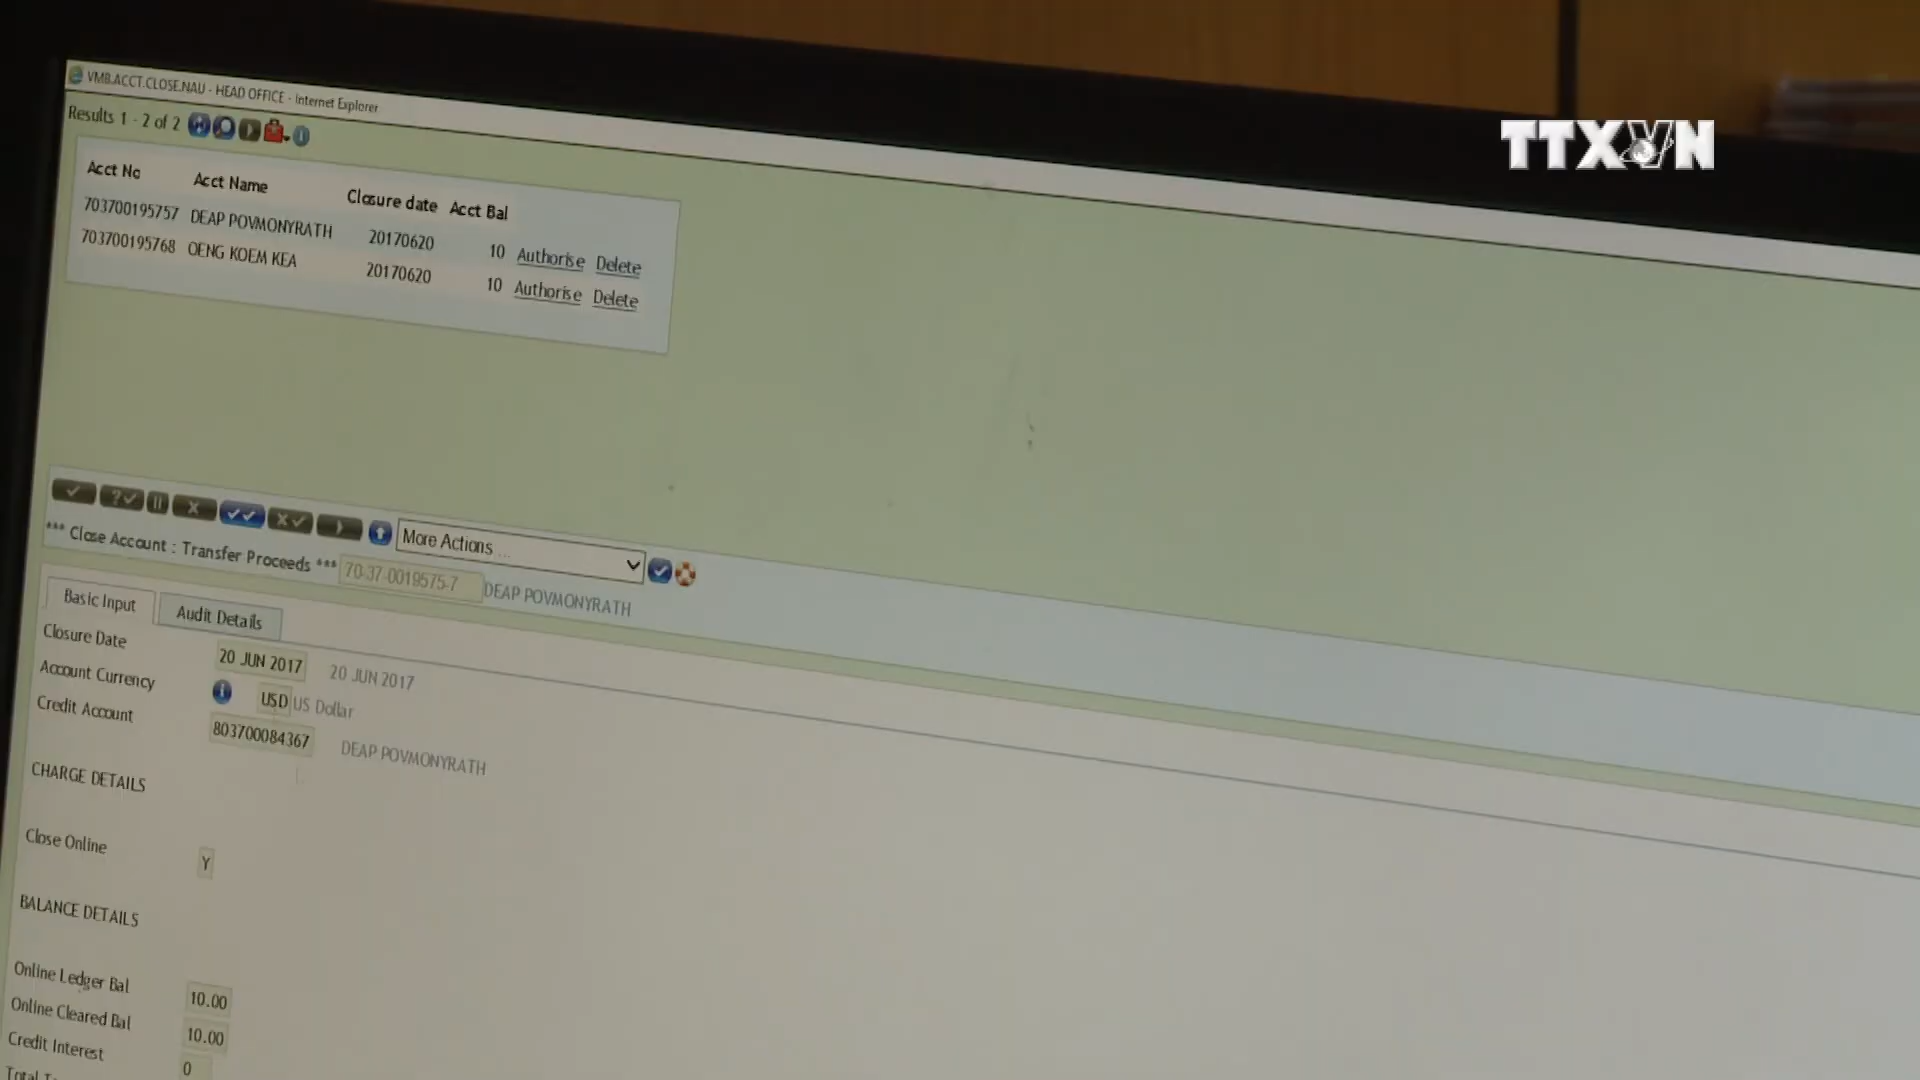 VMB.ACCT.CLOSE.NAU - HEAD OFFICE - Internet Explorer
Results 1 - 2 of 2
TTXVN
Acct No Acct Name Closure date Acct Bal
703700195757 DEAP POVMONYRATH 20170620 10 Authorise Delete
703700195768 OENG KOEM KEA 20170620 10 Authorise Delete
More Actions ...
*** Close Account : Transfer Proceeds *** 70-37-0019575-7 DEAP POVMONYRATH
Basic Input Audit Details
Closure Date 20 JUN 2017 20 JUN 2017
Account Currency USD US Dollar
Credit Account 803700084367 DEAP POVMONYRATH
CHARGE DETAILS
Close Online Y
BALANCE DETAILS
Online Ledger Bal 10.00
Online Cleared Bal 10.00
Credit Interest 0
Total